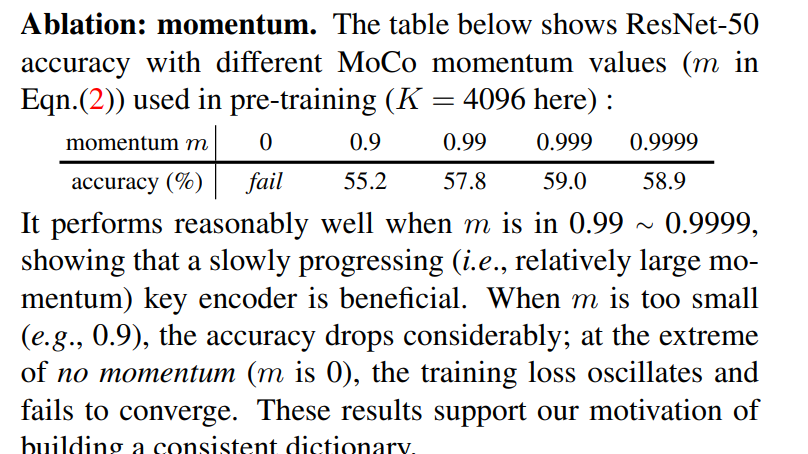 Ablation: momentum. The table below shows ResNet-50
accuracy with different MoCo momentum values (m in
Eqn.(2)) used in pre-training (K = 4096 here) :
momentum m 0 0.9 0.99 0.999 0.9999
accuracy (%) fail 55.2 57.8 59.0 58.9
It performs reasonably well when m is in 0.99 ∼ 0.9999,
showing that a slowly progressing (i.e., relatively large mo-
mentum) key encoder is beneficial. When m is too small
(e.g., 0.9), the accuracy drops considerably; at the extreme
of no momentum (m is 0), the training loss oscillates and
fails to converge. These results support our motivation of
building a consistent dictionary.